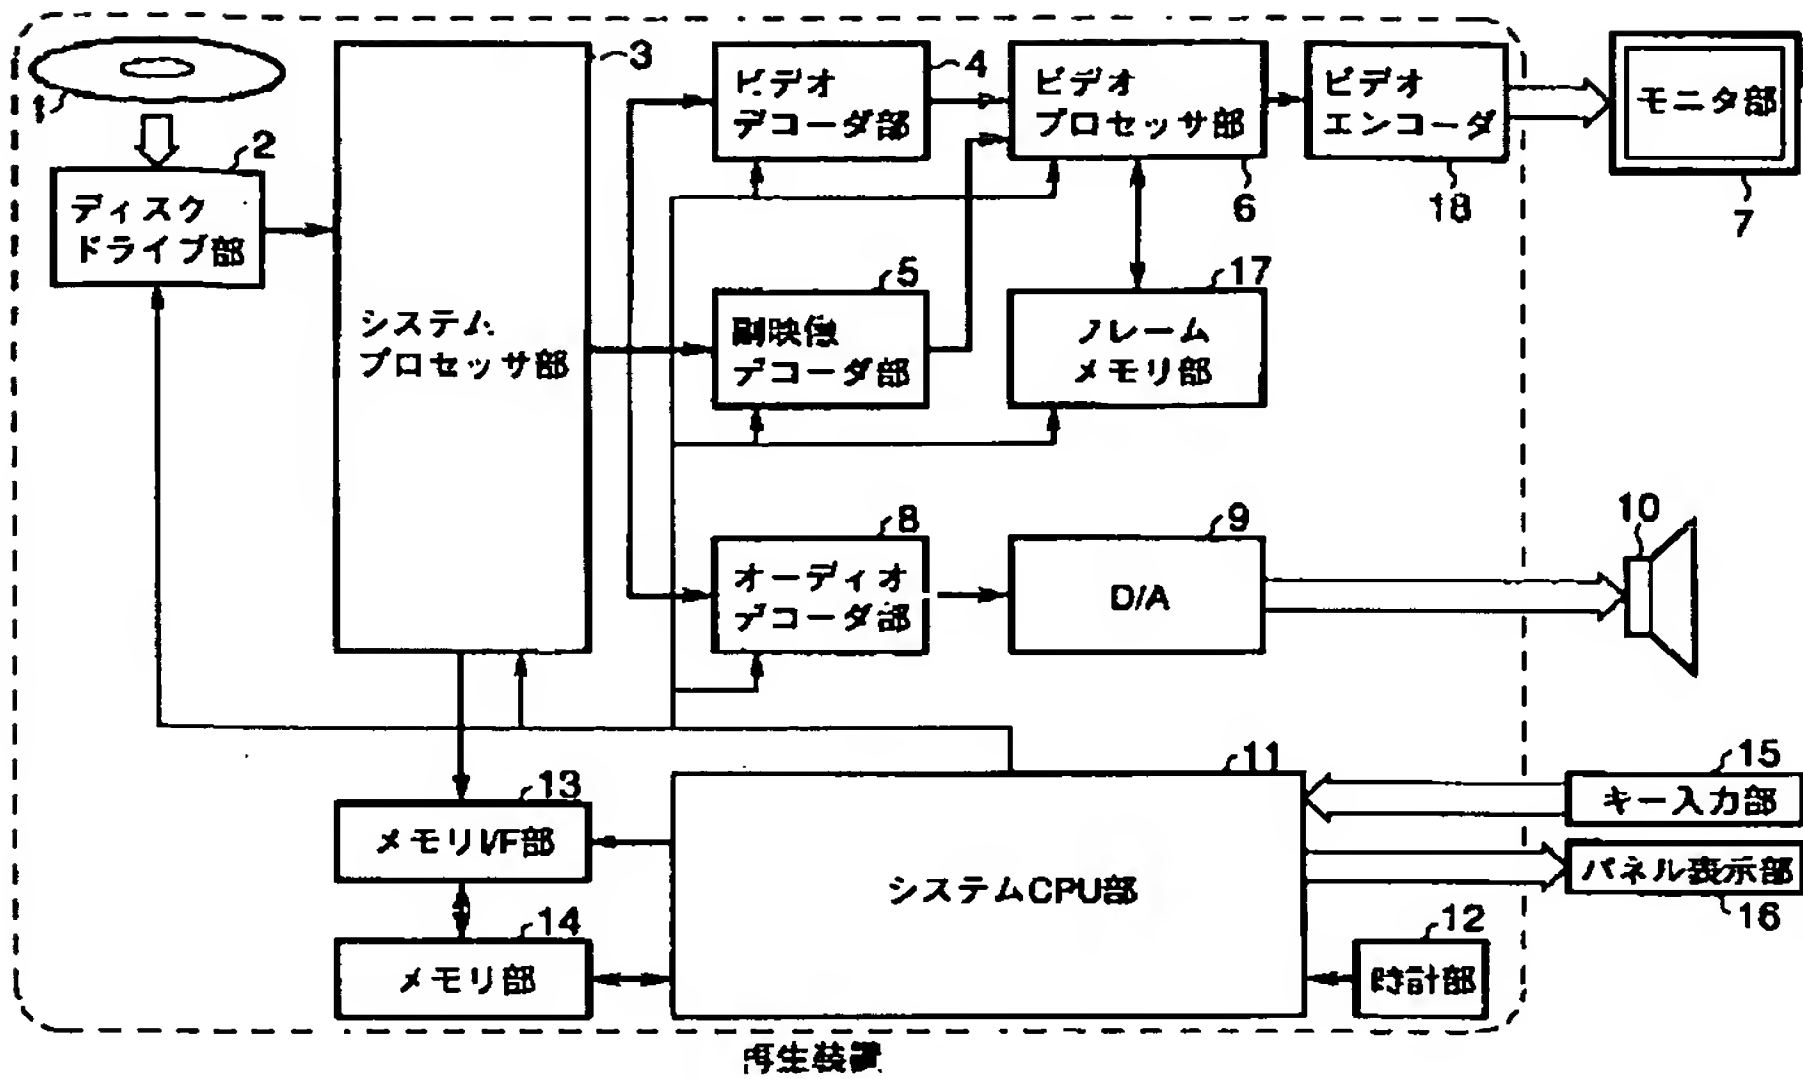 1
2
ディスク
ドライブ部
3
システム
プロセッサ部
4
ビデオ
デコーダ部
5
副映像
デコーダ部
ビデオ
プロセッサ部
6
ビデオ
エンコーダ
18
モニタ部
7
17
フレーム
メモリ部
8
オーディオ
デコーダ部
9
D/A
10
11
システムCPU部
13
メモリI/F部
14
メモリ部
15
キー入力部
パネル表示部
16
12
時計部
再生装置